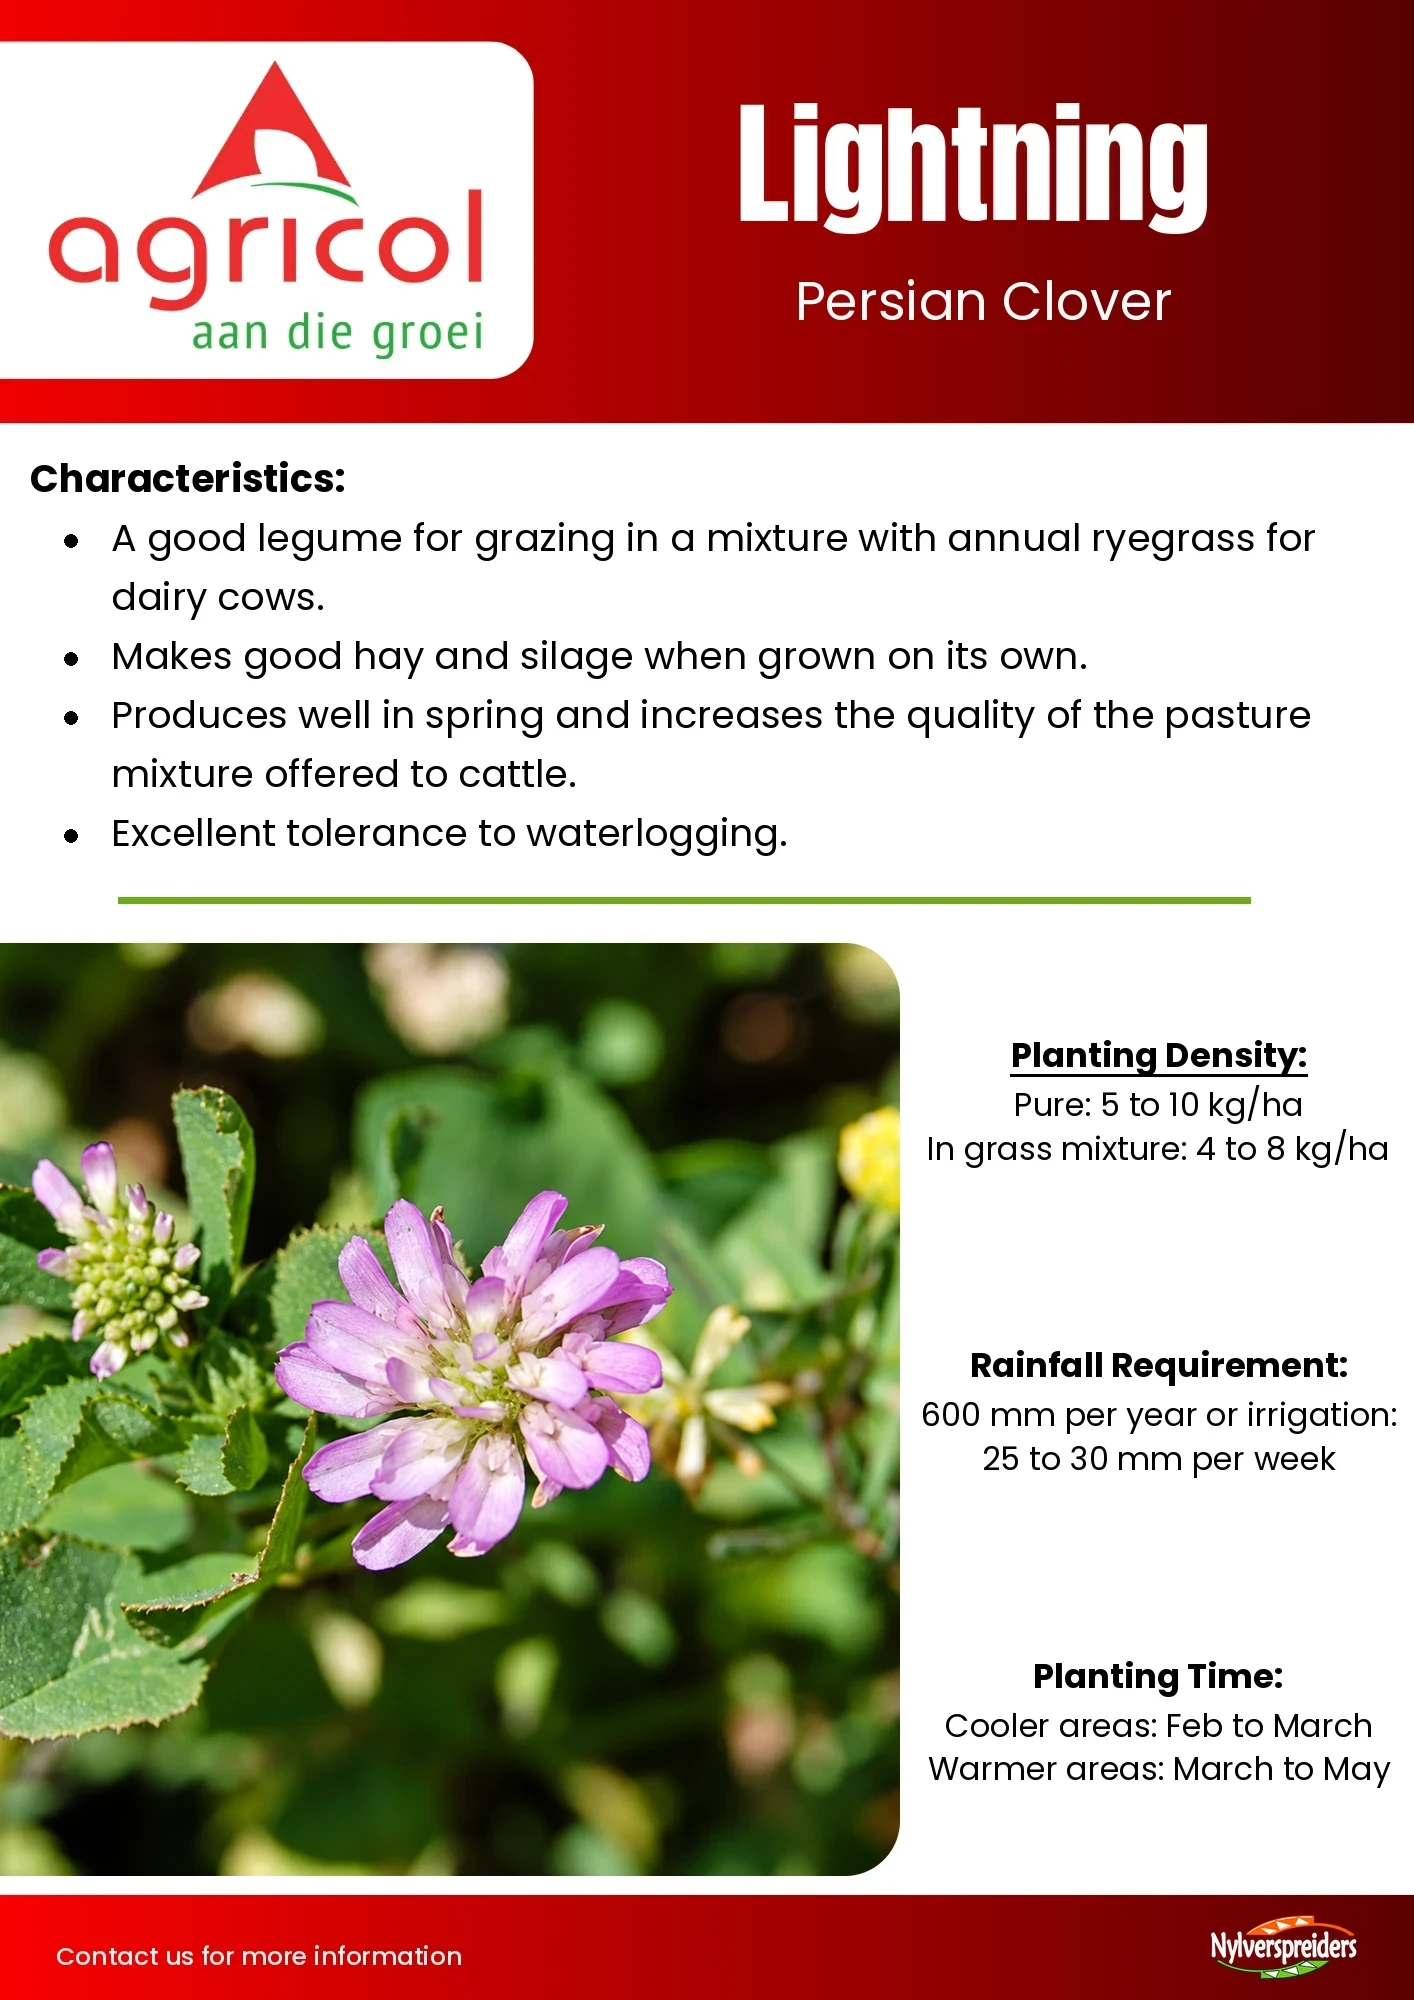 agricol
aan die groei
Lightning
Persian Clover
Characteristics:
• A good legume for grazing in a mixture with annual ryegrass for
dairy cows.
• Makes good hay and silage when grown on its own.
• Produces well in spring and increases the quality of the pasture
mixture offered to cattle.
• Excellent tolerance to waterlogging.
Planting Density:
Pure: 5 to 10 kg/ha
In grass mixture: 4 to 8 kg/ha
Rainfall Requirement:
600 mm per year or irrigation:
25 to 30 mm per week
Planting Time:
Cooler areas: Feb to March
Warmer areas: March to May
Contact us for more information
Nylverspreiders